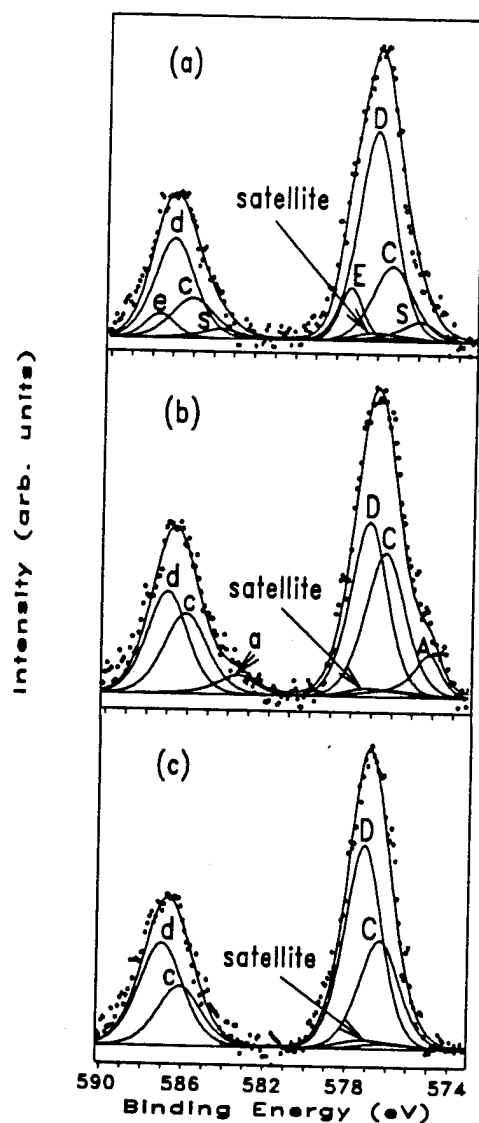 (a)
D
d
satellite
E
C
e
c
S
S
(b)
D
C
d
c
satellite
a
A
(c)
D
d
C
c
satellite
590 586 582 578 574
Binding Energy (eV)
Intensity (arb. units)